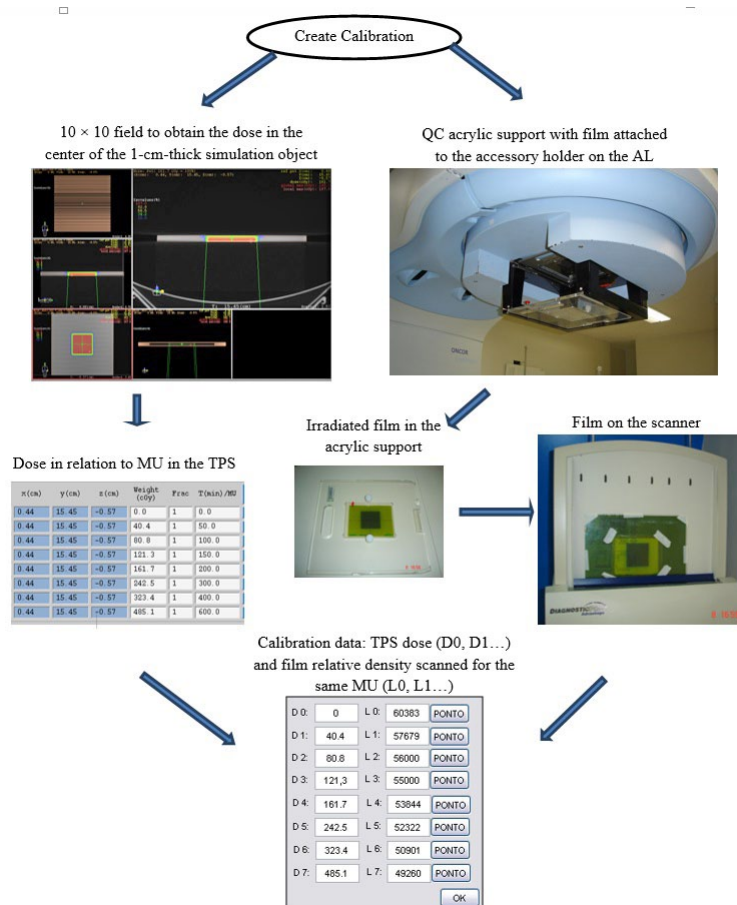 Create Calibration
10 × 10 field to obtain the dose in the
center of the 1-cm-thick simulation object
QC acrylic support with film attached
to the accessory holder on the AL
ONCOR
Dose in relation to MU in the TPS
x(cm) y(cm) z(cm) Weight (cGy) Frac T(min)/MU
0.44 15.45 -0.57 0.0 1 0.0
0.44 15.45 -0.57 40.4 1 50.0
0.44 15.45 -0.57 80.8 1 100.0
0.44 15.45 -0.57 121.3 1 150.0
0.44 15.45 -0.57 161.7 1 200.0
0.44 15.45 -0.57 242.5 1 300.0
0.44 15.45 -0.57 323.4 1 400.0
0.44 15.45 -0.57 485.1 1 600.0
Irradiated film in the
acrylic support
Film on the scanner
DIAGNOSTIC
Advantage
Calibration data: TPS dose (D0, D1…)
and film relative density scanned for the
same MU (L0, L1…)
D 0: 0 L 0: 60383 PONTO
D 1: 40.4 L 1: 57679 PONTO
D 2: 80.8 L 2: 56000 PONTO
D 3: 121,3 L 3: 55000 PONTO
D 4: 161.7 L 4: 53844 PONTO
D 5: 242.5 L 5: 52322 PONTO
D 6: 323.4 L 6: 50901 PONTO
D 7: 485.1 L 7: 49260 PONTO
OK